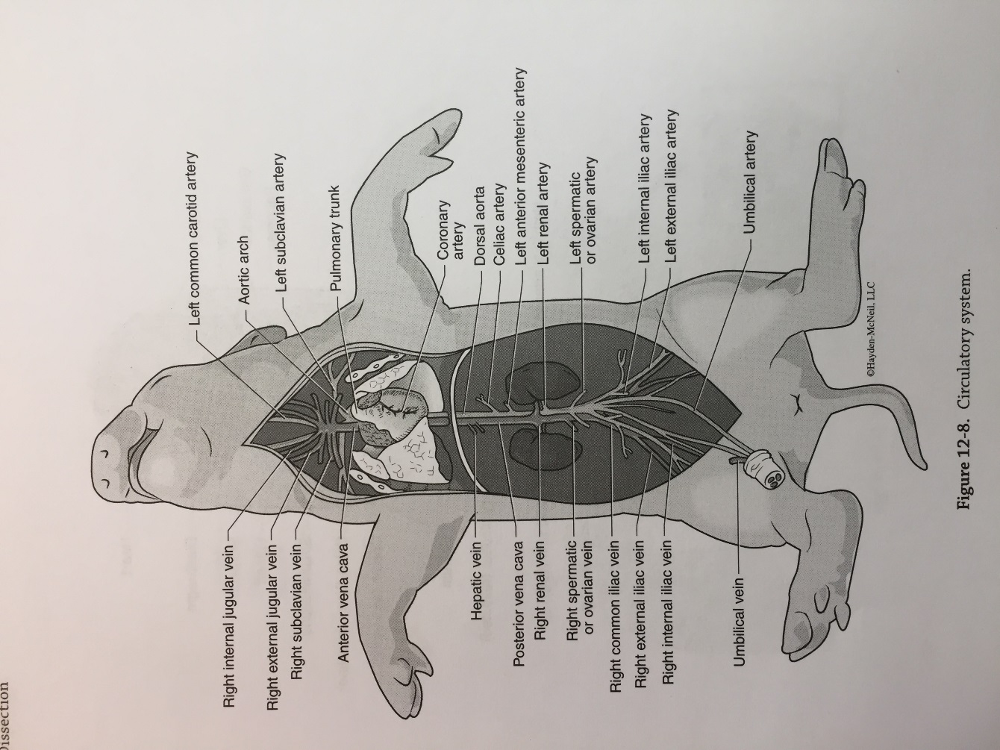 Dissection
Left common carotid artery
Aortic arch
Left subclavian artery
Pulmonary trunk
Coronary
artery
Dorsal aorta
Celiac artery
Left anterior mesenteric artery
Left renal artery
Left spermatic
or ovarian artery
Left internal iliac artery
Left external iliac artery
Umbilical artery
Right internal jugular vein
Right external jugular vein
Right subclavian vein
Anterior vena cava
Hepatic vein
Posterior vena cava
Right renal vein
Right spermatic
or ovarian vein
Right common iliac vein
Right external iliac vein
Right internal iliac vein
Umbilical vein
©Hayden-McNeil, LLC
Figure 12-8. Circulatory system.